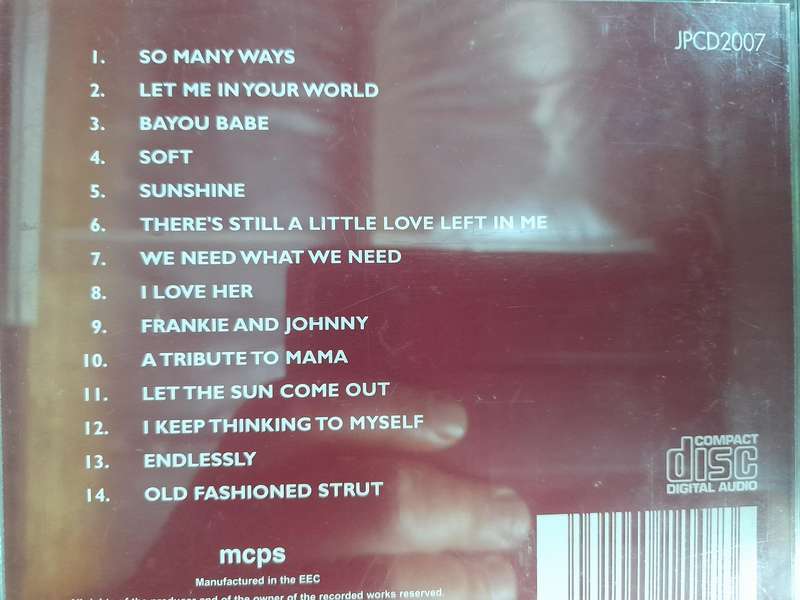 JPCD2007
1. SO MANY WAYS
2. LET ME IN YOUR WORLD
3. BAYOU BABE
4. SOFT
5. SUNSHINE
6. THERE'S STILL A LITTLE LOVE LEFT IN ME
7. WE NEED WHAT WE NEED
8. I LOVE HER
9. FRANKIE AND JOHNNY
10. A TRIBUTE TO MAMA
11. LET THE SUN COME OUT
12. I KEEP THINKING TO MYSELF
13. ENDLESSLY
14. OLD FASHIONED STRUT
COMPACT
disc
DIGITAL AUDIO
mcps
Manufactured in the EEC
of the producer and of the owner of the recorded works reserved.